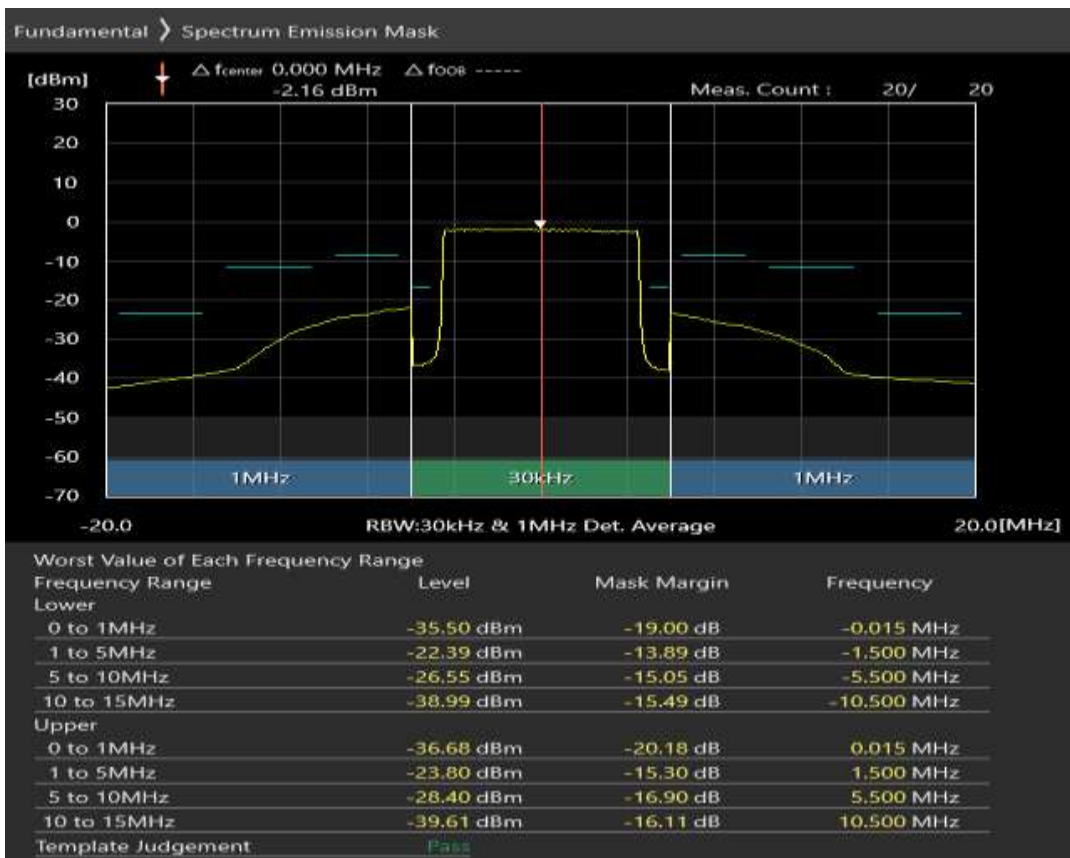 Fundamental ❯ Spectrum Emission Mask
[dBm] △ fcenter 0.000 MHz △ fOOB -----
-2.16 dBm Meas. Count : 20/ 20
30
20
10
0
-10
-20
-30
-40
-50
-60
-70
1MHz 30kHz 1MHz
-20.0 RBW:30kHz & 1MHz Det. Average 20.0[MHz]
Worst Value of Each Frequency Range
Frequency Range Level Mask Margin Frequency
Lower
0 to 1MHz -35.50 dBm -19.00 dB -0.015 MHz
1 to 5MHz -22.39 dBm -13.89 dB -1.500 MHz
5 to 10MHz -26.55 dBm -15.05 dB -5.500 MHz
10 to 15MHz -38.99 dBm -15.49 dB -10.500 MHz
Upper
0 to 1MHz -36.68 dBm -20.18 dB 0.015 MHz
1 to 5MHz -23.80 dBm -15.30 dB 1.500 MHz
5 to 10MHz -28.40 dBm -16.90 dB 5.500 MHz
10 to 15MHz -39.61 dBm -16.11 dB 10.500 MHz
Template Judgement Pass